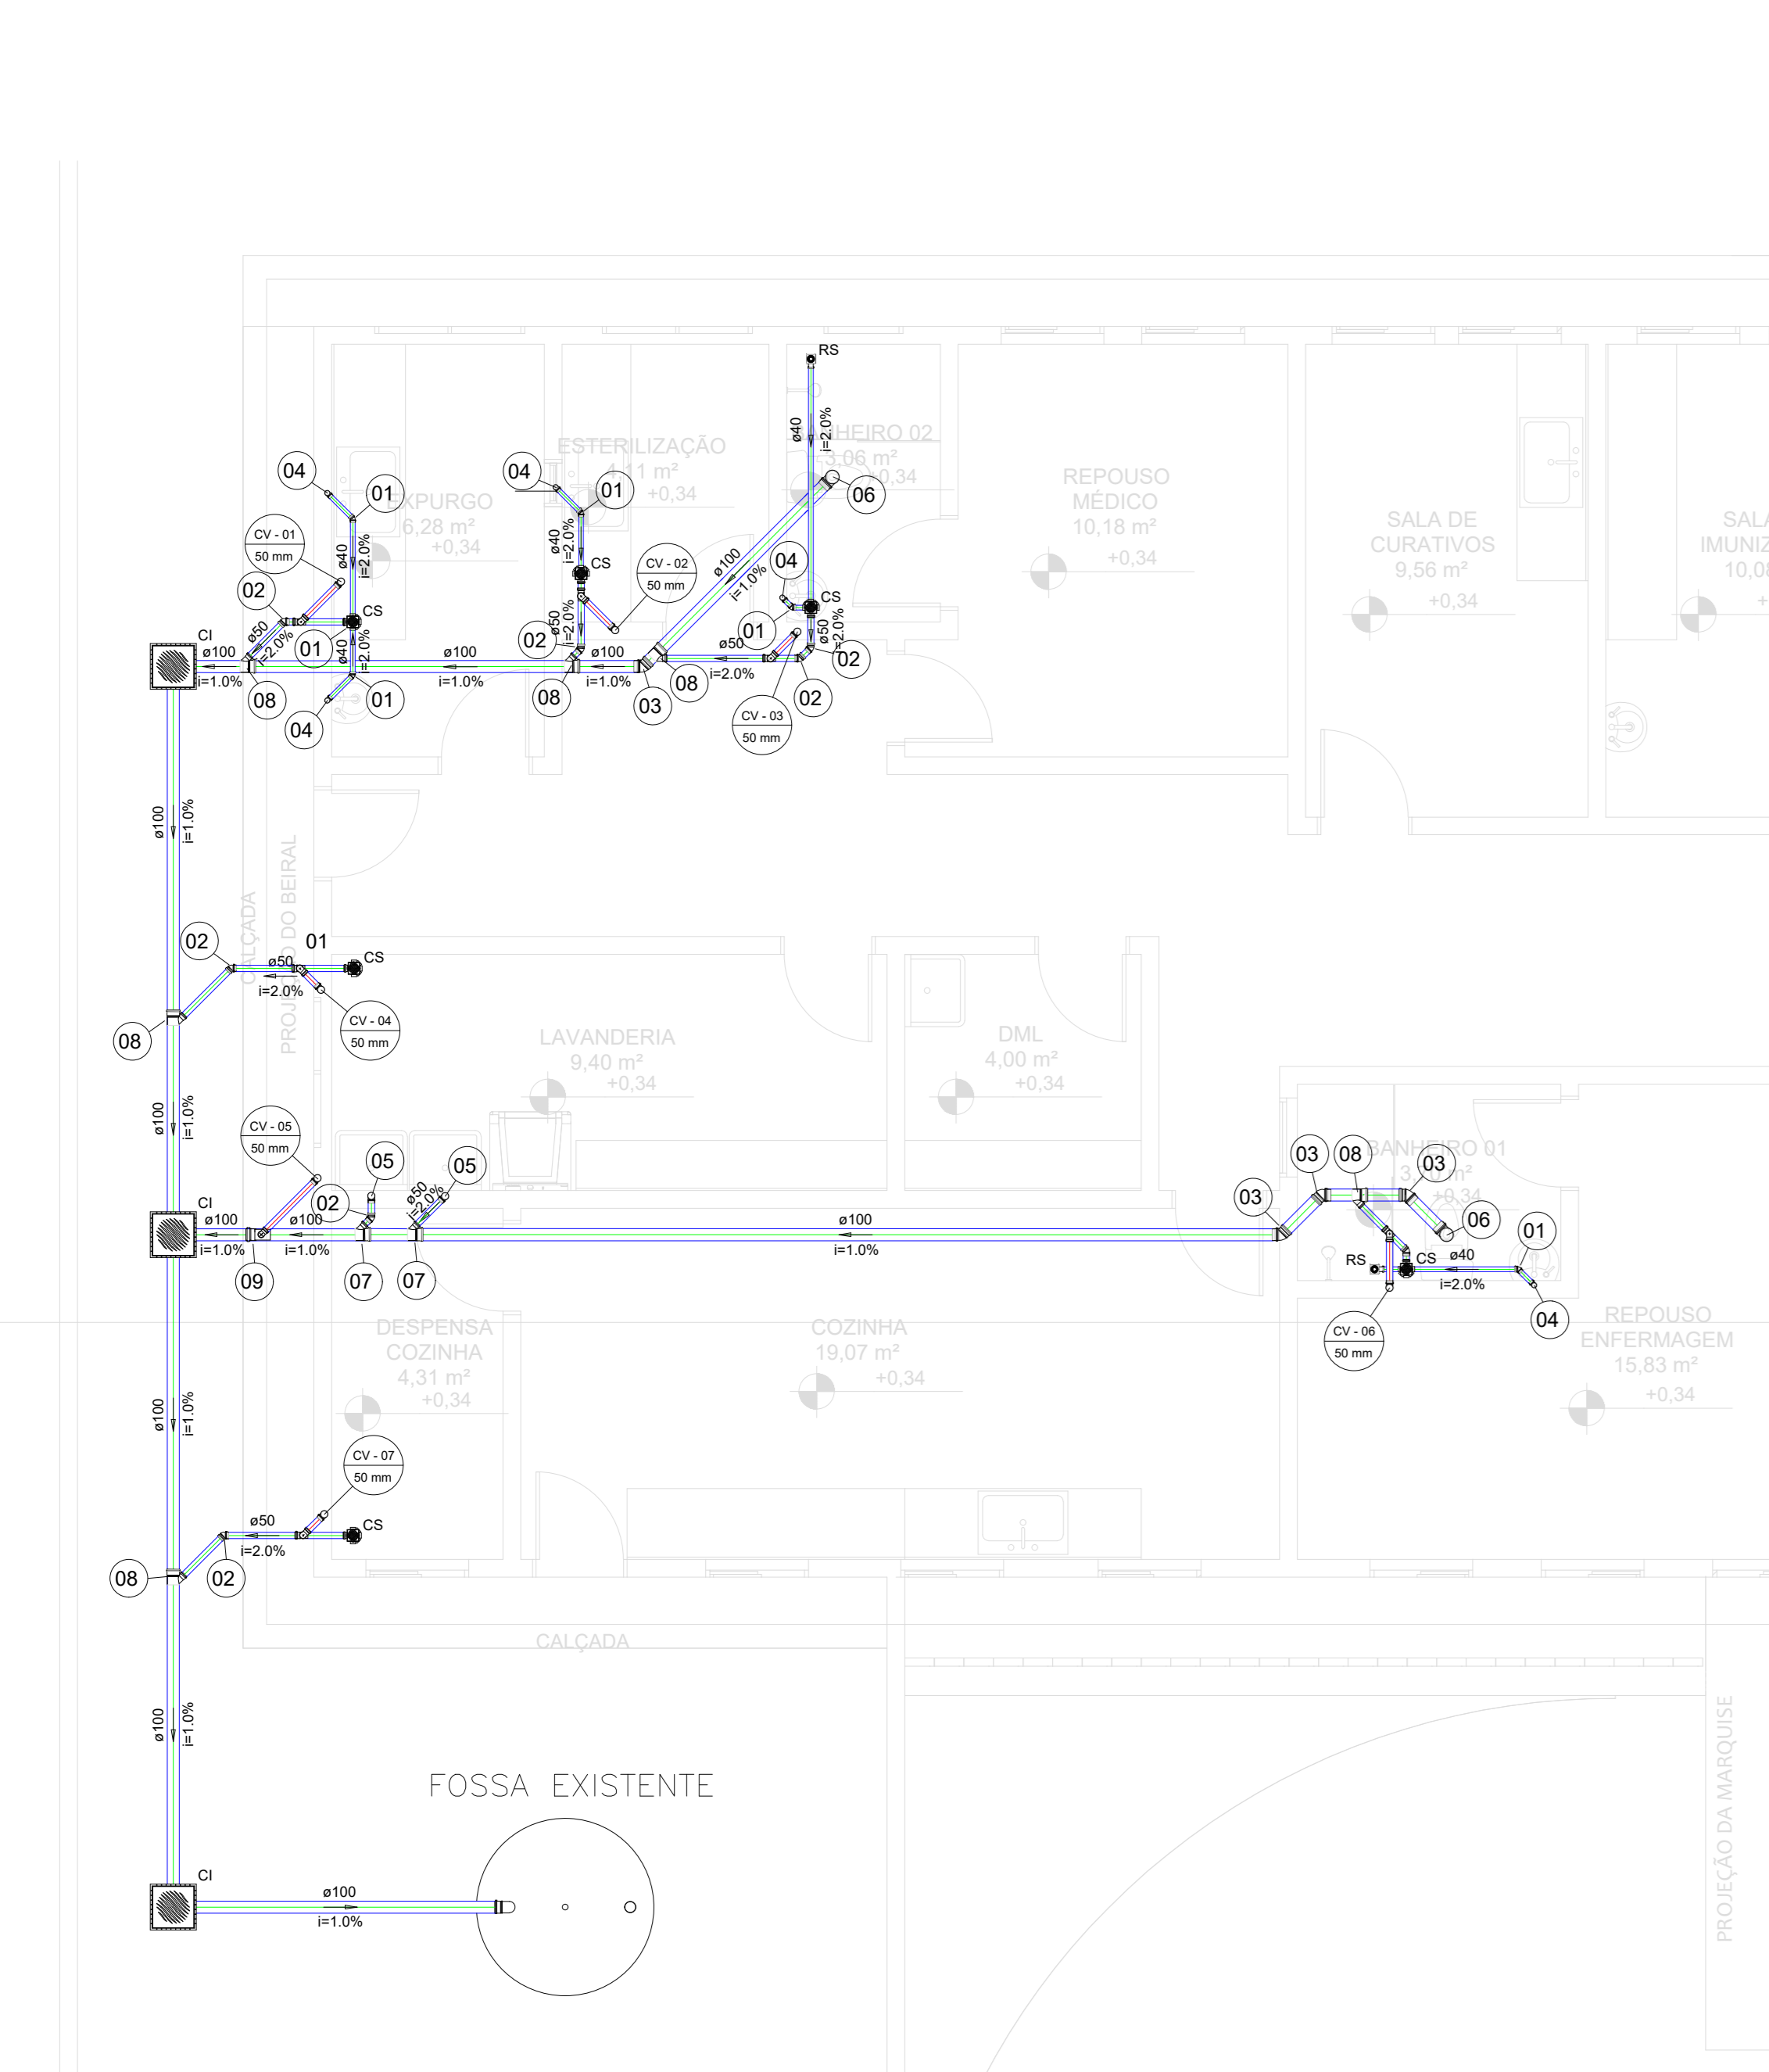 RS
ø40
i=2.0%
ESTERILIZAÇÃO
4,11 m²
+0,34
3,06 m²
+0,34
REPOUSO
MÉDICO
10,18 m²
+0,34
04
01
04
01
06
EXPURGO
6,28 m²
+0,34
SALA DE
CURATIVOS
9,56 m²
+0,34
CV - 01
50 mm
ø40
i=2.0%
ø40
i=2.0%
CS
CV - 02
50 mm
ø100
i=1.0%
04
02
CS
ø50
i=2.0%
01
ø40
i=2.0%
ø50
i=2.0%
02
CS
01
ø50
i=2.0%
02
CI
ø100
i=1.0%
ø100
i=1.0%
ø100
i=1.0%
ø50
i=2.0%
08
04
01
08
03
08
02
CV - 03
50 mm
ø100
i=1.0%
CALÇADA
PROJEÇÃO DO BEIRAL
02
01
CS
ø50
i=2.0%
08
CV - 04
50 mm
LAVANDERIA
9,40 m²
+0,34
DML
4,00 m²
+0,34
ø100
i=1.0%
CV - 05
50 mm
05
05
02
ø50
i=2.0%
03
03
08
BANHEIRO 01
03
+0,34
06
CI
ø100
i=1.0%
ø100
i=1.0%
ø100
i=1.0%
09
07
07
RS
CS
ø40
i=2.0%
01
04
CV - 06
50 mm
DESPENSA
COZINHA
4,31 m²
+0,34
COZINHA
19,07 m²
+0,34
REPOUSO
ENFERMAGEM
15,83 m²
+0,34
ø100
i=1.0%
CV - 07
50 mm
ø50
i=2.0%
CS
08
02
CALÇADA
ø100
i=1.0%
FOSSA EXISTENTE
PROJEÇÃO DA MARQUISE
CI
ø100
i=1.0%